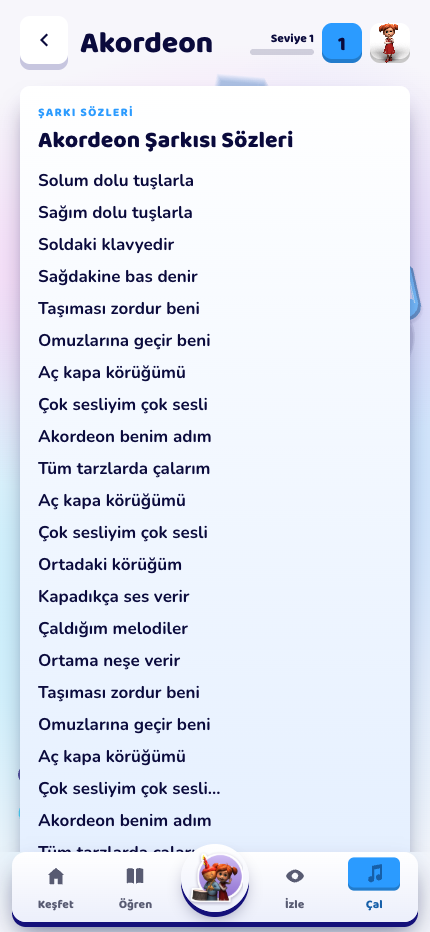 Akordeon
Seviye 1
1
ŞARKI SÖZLERİ
Akordeon Şarkısı Sözleri
Solum dolu tuşlarla
Sağım dolu tuşlarla
Soldaki klavyedir
Sağdakine bas denir
Taşıması zordur beni
Omuzlarına geçir beni
Aç kapa körüğümü
Çok sesliyim çok sesli
Akordeon benim adım
Tüm tarzlarda çalarım
Aç kapa körüğümü
Çok sesliyim çok sesli
Ortadaki körüğüm
Kapadıkça ses verir
Çaldığım melodiler
Ortama neşe verir
Taşıması zordur beni
Omuzlarına geçir beni
Aç kapa körüğümü
Çok sesliyim çok sesli...
Akordeon benim adım
Tüm tarzlarda
Keşfet
Öğren
İzle
Çal